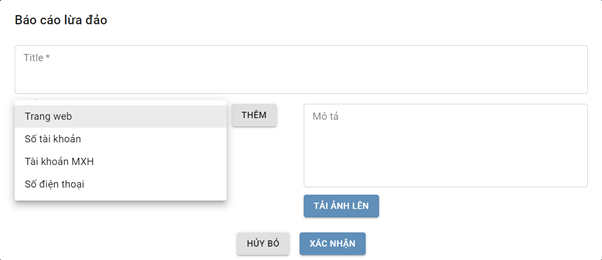 Báo cáo lừa đảo
Title *
Trang web
Số tài khoản
Tài khoản MXH
Số điện thoại
THÊM
Mô tả
TẢI ẢNH LÊN
HỦY BỎ
XÁC NHẬN